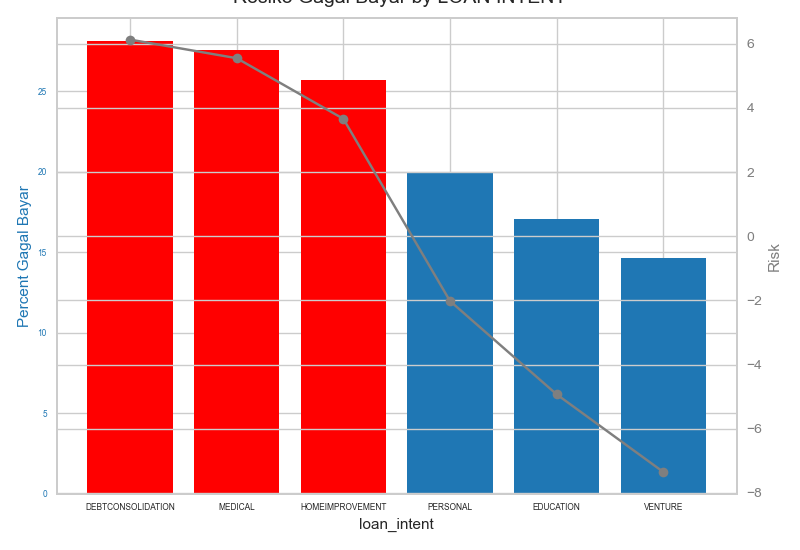 Resiko Gagal Bayar by LOAN INTENT
Percent Gagal Bayar
25
20
15
10
5
0
6
4
2
0
−2
−4
−6
−8
Risk
DEBTCONSOLIDATION MEDICAL HOMEIMPROVEMENT PERSONAL EDUCATION VENTURE
loan_intent